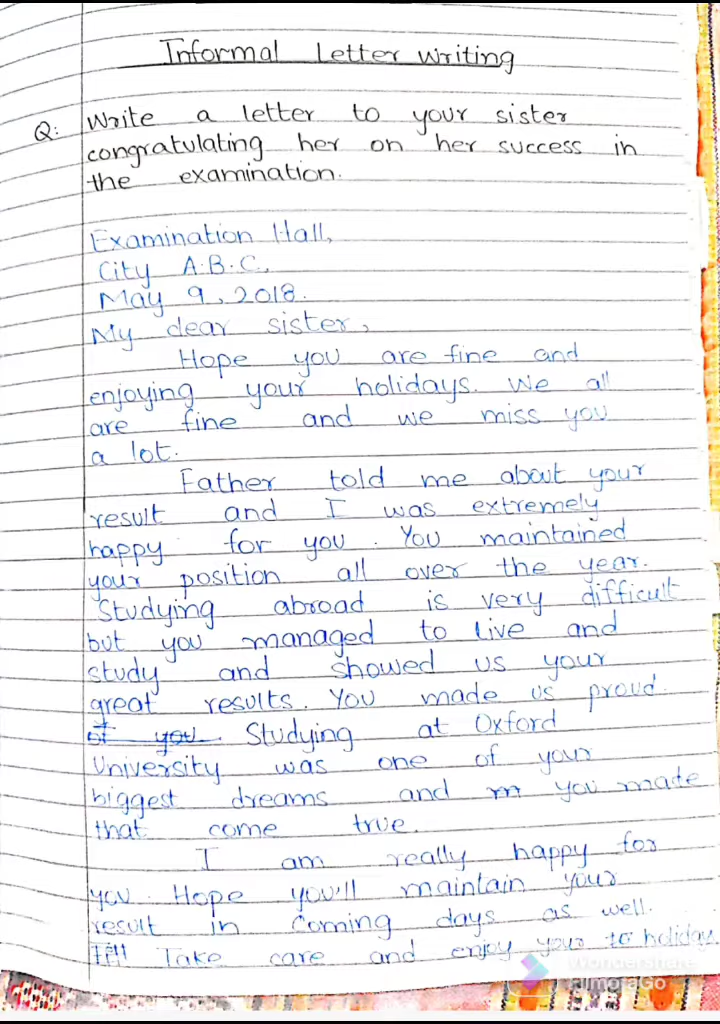 Informal Letter Writing
Q: Write a letter to your sister
congratulating her on her success in
the examination.
Examination Hall,
City A.B.C,
May 9, 2018.
My dear sister,
Hope you are fine and
enjoying your holidays. We all
are fine and we miss you
a lot.
Father told me about your
result and I was extremely
happy for you. You maintained
your position all over the year.
Studying abroad is very difficult
but you managed to live and
study and showed us your
great results. You made us proud.
of you. Studying at Oxford
University was one of your
biggest dreams and m you made
that come true.
I am really happy for
you. Hope you'll maintain your
result in coming days as well.
Till Take care and enjoy your to holiday.
Wondershare
FilmoraGo